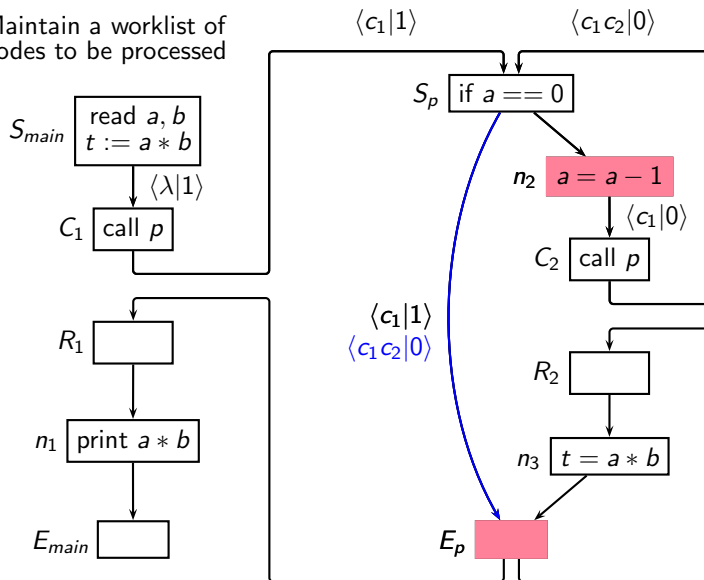 Maintain a worklist of
nodes to be processed
⟨c₁|1⟩
⟨c₁c₂|0⟩
S_p
if a == 0
S_main
read a, b
t := a ∗ b
n₂
a = a − 1
⟨λ|1⟩
⟨c₁|0⟩
C₁
call p
C₂
call p
⟨c₁|1⟩
⟨c₁c₂|0⟩
R₁
R₂
n₁
print a ∗ b
n₃
t = a ∗ b
E_main
E_p